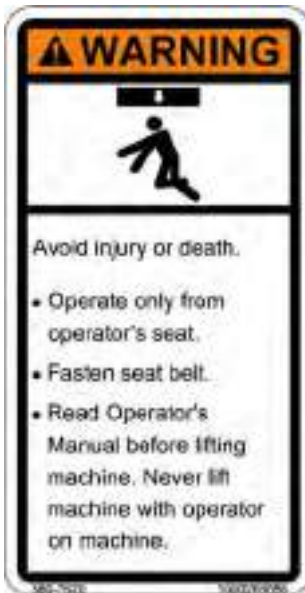 WARNING
Avoid injury or death.
• Operate only from
operator's seat.
• Fasten seat belt.
• Read Operator's
Manual before lifting
machine. Never lift
machine with operator
on machine.